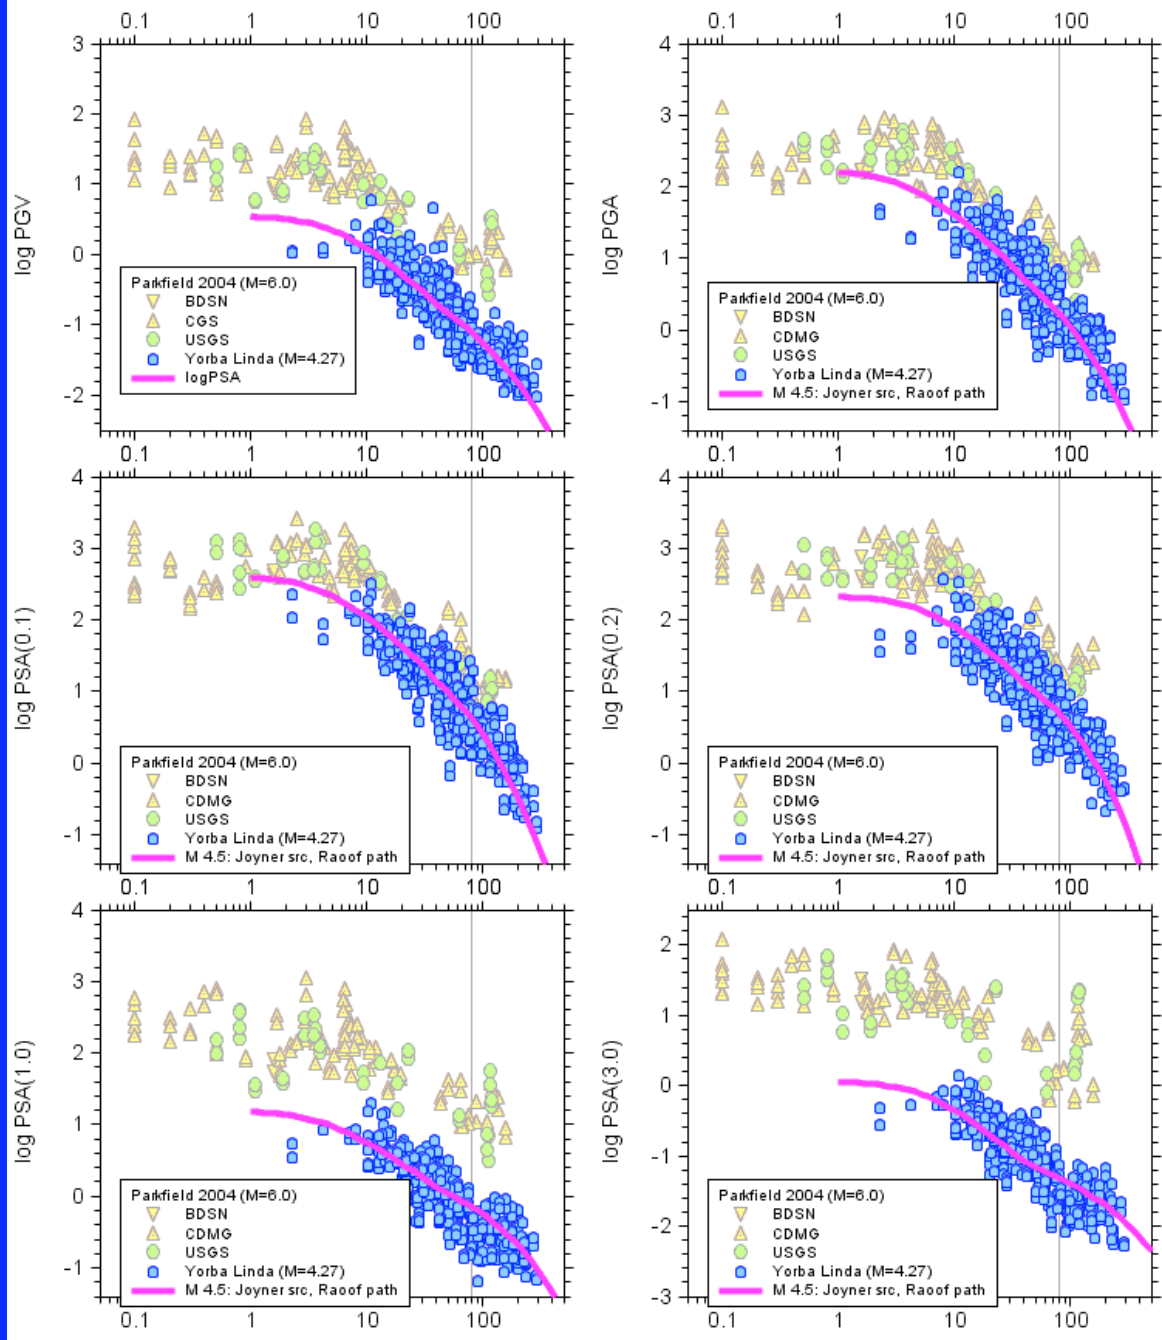 0.1 1 10 100
0.1 1 10 100
3
2
1
0
-1
-2
log PGV
Parkfield 2004 (M=6.0)
BDSN
CGS
USGS
Yorba Linda (M=4.27)
logPSA
4
3
2
1
0
-1
log PGA
Parkfield 2004 (M=6.0)
BDSN
CDMG
USGS
Yorba Linda (M=4.27)
M 4.5: Joyner src, Raoof path
0.1 1 10 100
0.1 1 10 100
4
3
2
1
0
-1
log PSA(0.1)
Parkfield 2004 (M=6.0)
BDSN
CDMG
USGS
Yorba Linda (M=4.27)
M 4.5: Joyner src, Raoof path
4
3
2
1
0
-1
log PSA(0.2)
Parkfield 2004 (M=6.0)
BDSN
CDMG
USGS
Yorba Linda (M=4.27)
M 4.5: Joyner src, Raoof path
0.1 1 10 100
0.1 1 10 100
4
3
2
1
0
-1
log PSA(1.0)
Parkfield 2004 (M=6.0)
BDSN
CDMG
USGS
Yorba Linda (M=4.27)
M 4.5: Joyner src, Raoof path
2
1
0
-1
-2
-3
log PSA(3.0)
Parkfield 2004 (M=6.0)
BDSN
CDMG
USGS
Yorba Linda (M=4.27)
M 4.5: Joyner src, Raoof path
0.1 1 10 100
0.1 1 10 100